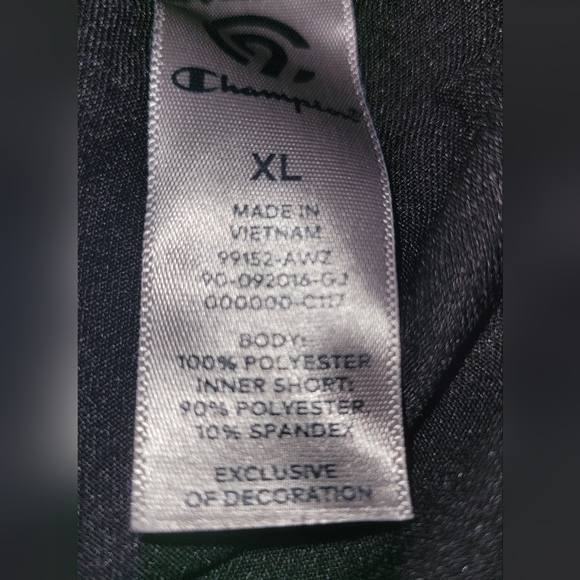 Champion
XL
MADE IN
VIETNAM
99152-AWZ
90-092016-GJ
000000-C117
BODY:
100% POLYESTER
INNER SHORT:
90% POLYESTER
10% SPANDEX
EXCLUSIVE
OF DECORATION